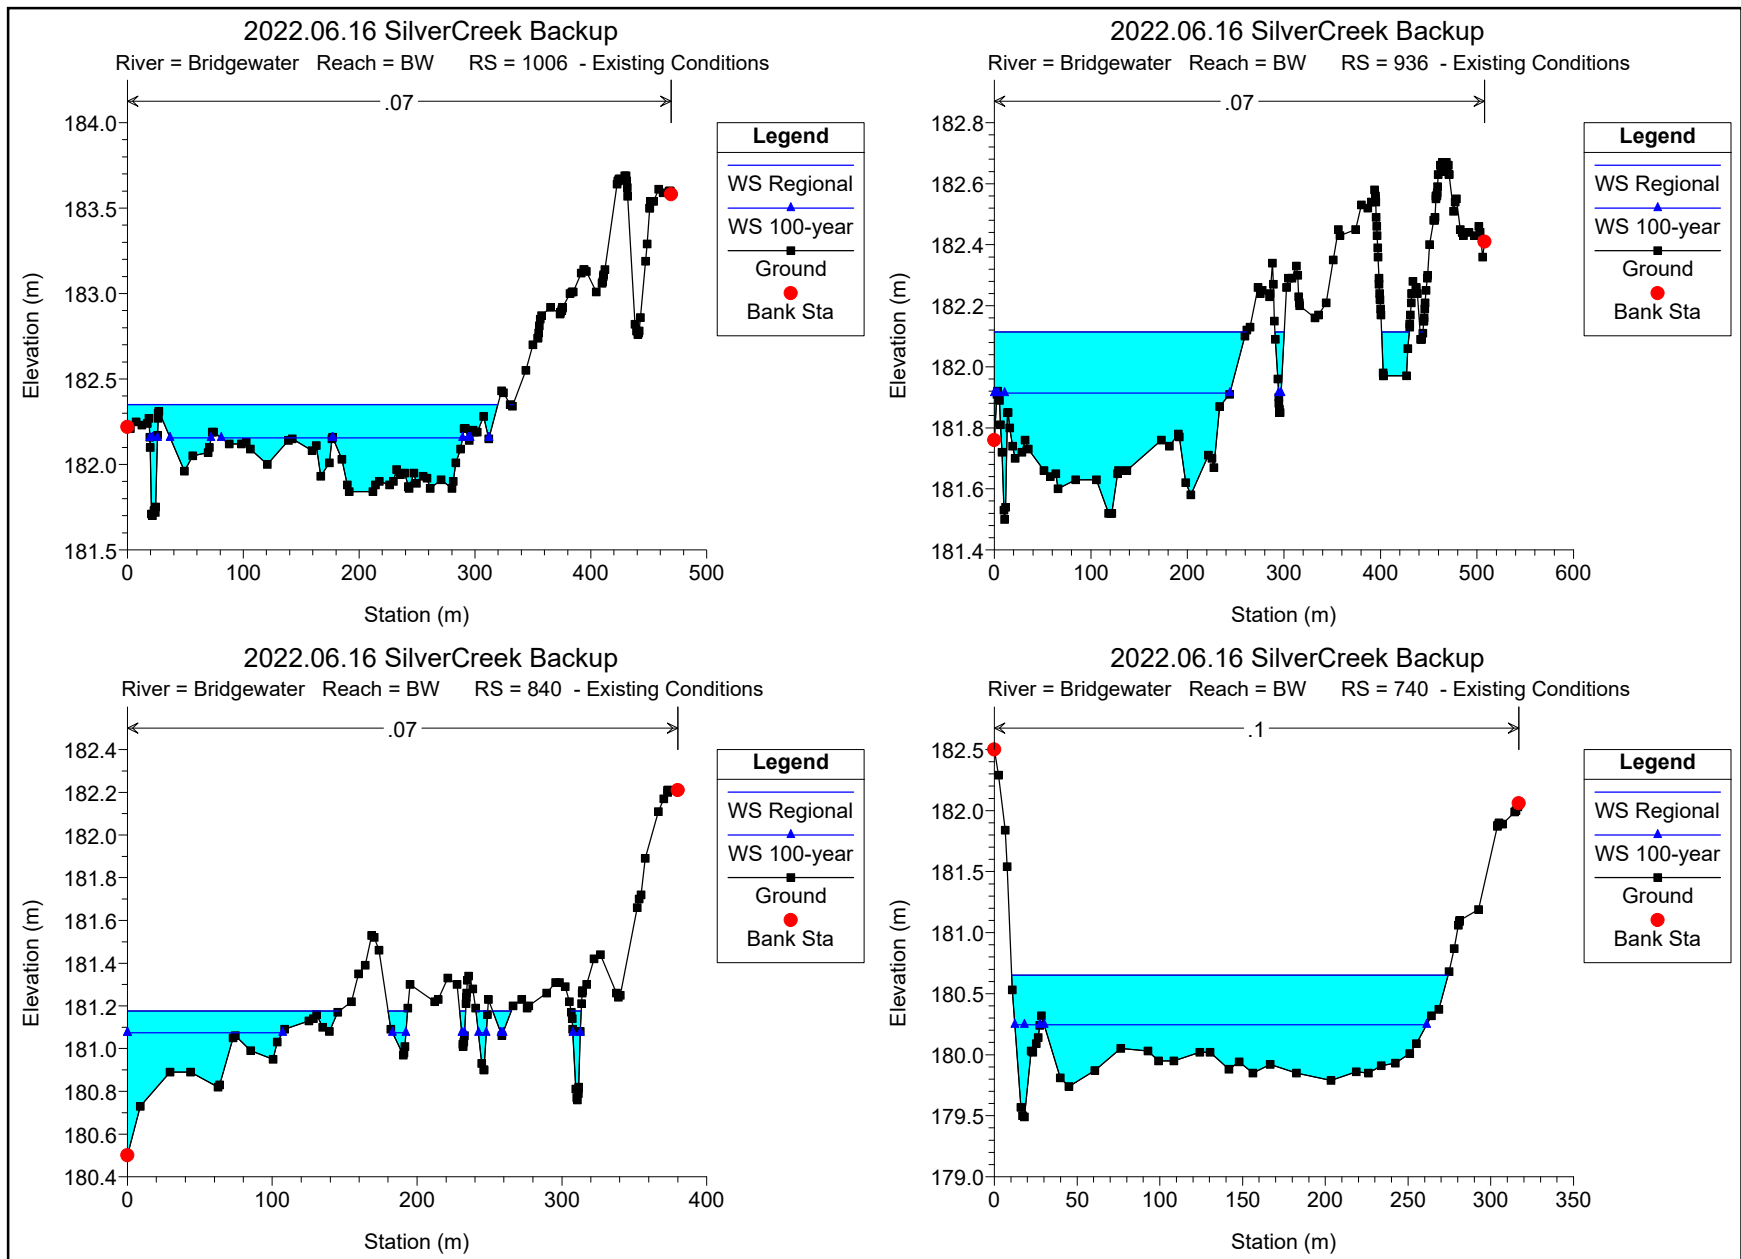 2022.06.16 SilverCreek Backup
River = Bridgewater Reach = BW RS = 1006 - Existing Conditions
.07
184.0
183.5
183.0
182.5
182.0
181.5
Elevation (m)
0 100 200 300 400 500
Station (m)
Legend
WS Regional
WS 100-year
Ground
Bank Sta
2022.06.16 SilverCreek Backup
River = Bridgewater Reach = BW RS = 936 - Existing Conditions
.07
182.8
182.6
182.4
182.2
182.0
181.8
181.6
181.4
Elevation (m)
0 100 200 300 400 500 600
Station (m)
Legend
WS Regional
WS 100-year
Ground
Bank Sta
2022.06.16 SilverCreek Backup
River = Bridgewater Reach = BW RS = 840 - Existing Conditions
.07
182.4
182.2
182.0
181.8
181.6
181.4
181.2
181.0
180.8
180.6
180.4
Elevation (m)
0 100 200 300 400
Station (m)
Legend
WS Regional
WS 100-year
Ground
Bank Sta
2022.06.16 SilverCreek Backup
River = Bridgewater Reach = BW RS = 740 - Existing Conditions
.1
182.5
182.0
181.5
181.0
180.5
180.0
179.5
179.0
Elevation (m)
0 50 100 150 200 250 300 350
Station (m)
Legend
WS Regional
WS 100-year
Ground
Bank Sta